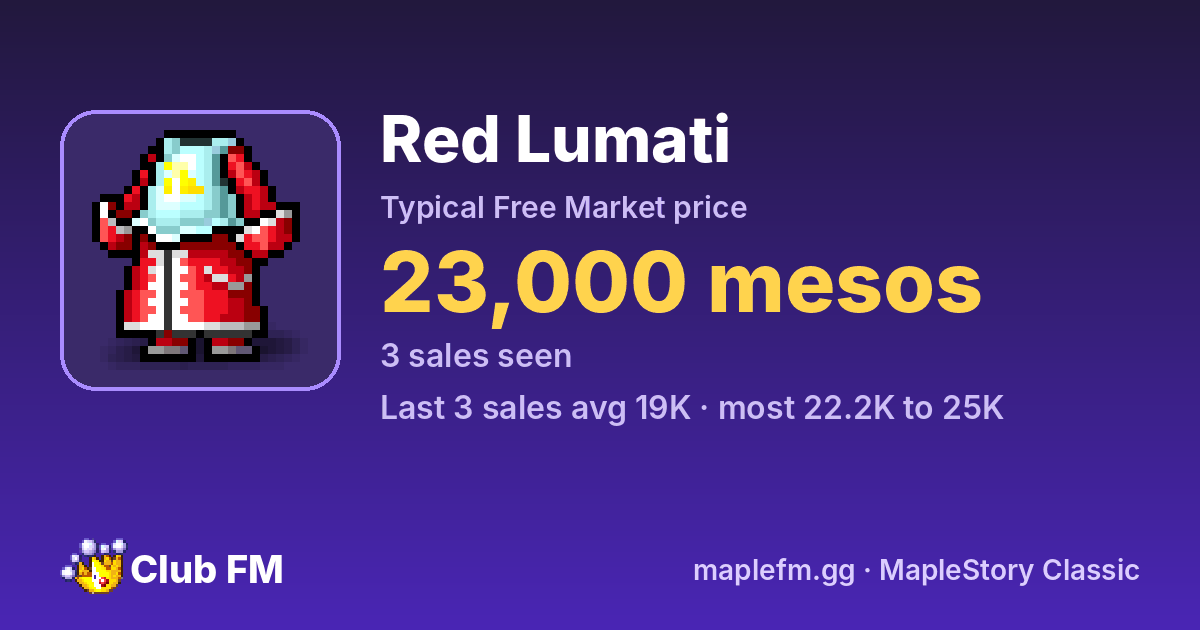 Red Lumati
Typical Free Market price
23,000 mesos
3 sales seen
Last 3 sales avg 19K · most 22.2K to 25K
Club FM
maplefm.gg · MapleStory Classic